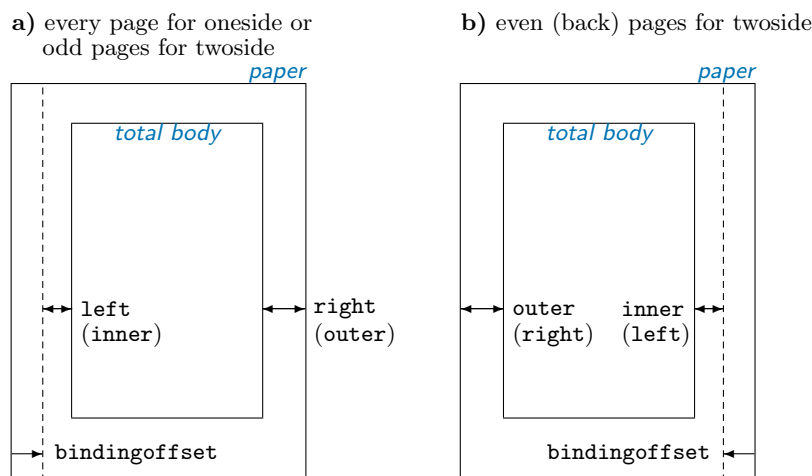 a) every page for oneside or
odd pages for twoside
paper
total body
left
(inner)
right
(outer)
bindingoffset
b) even (back) pages for twoside
paper
total body
outer
(right)
inner
(left)
bindingoffset